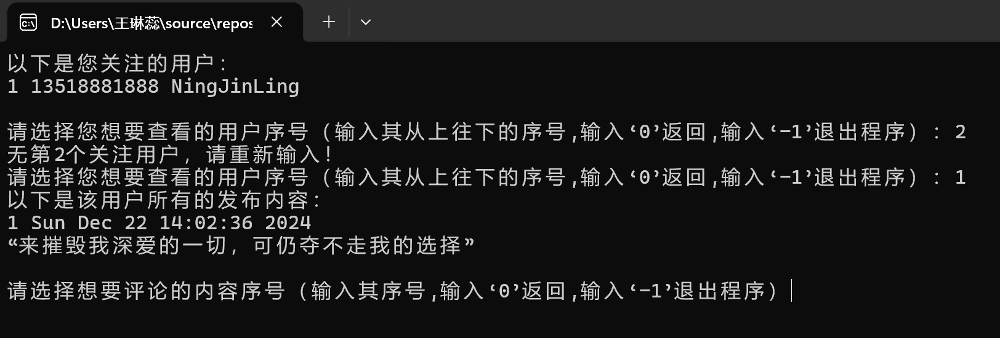 D:\Users\王琳蕊\source\repos
以下是您关注的用户：
1 13518881888 NingJinLing
请选择您想要查看的用户序号（输入其从上往下的序号,输入‘0’返回,输入‘-1’退出程序）：2
无第2个关注用户，请重新输入！
请选择您想要查看的用户序号（输入其从上往下的序号,输入‘0’返回,输入‘-1’退出程序）：1
以下是该用户所有的发布内容：
1 Sun Dec 22 14:02:36 2024
“来摧毁我深爱的一切，可仍夺不走我的选择”
请选择想要评论的内容序号（输入其序号,输入‘0’返回,输入‘-1’退出程序）